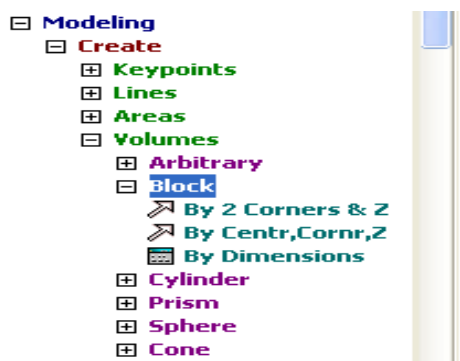 Modeling
Create
Keypoints
Lines
Areas
Volumes
Arbitrary
Block
By 2 Corners & Z
By Centr,Cornr,Z
By Dimensions
Cylinder
Prism
Sphere
Cone